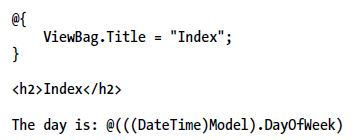 @{
    ViewBag.Title = "Index";
}
<h2>Index</h2>
The day is: @(((DateTime)Model).DayOfWeek)